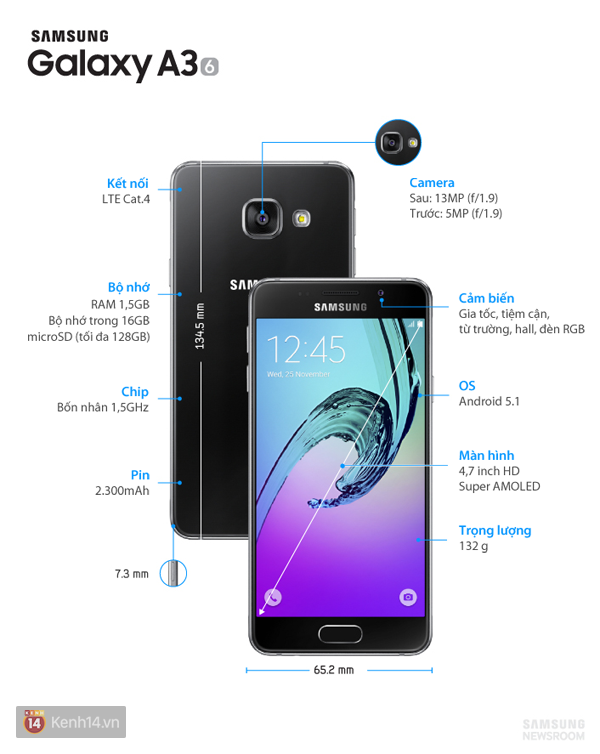 SAMSUNG
Galaxy A3 6
Kết nối
LTE Cat.4
Camera
Sau: 13MP (f/1.9)
Trước: 5MP (f/1.9)
Bộ nhớ
RAM 1,5GB
Bộ nhớ trong 16GB
microSD (tối đa 128GB)
134.5 mm
SAM
SAMSUNG
Cảm biến
Gia tốc, tiệm cận,
từ trường, hall, đèn RGB
12:45
Wed, 25 November
Chip
Bốn nhân 1,5GHz
OS
Android 5.1
Pin
2.300mAh
Màn hình
4,7 inch HD
Super AMOLED
Trọng lượng
132 g
7.3 mm
65.2 mm
14
Kenh14.vn
SAMSUNG
NEWSROOM